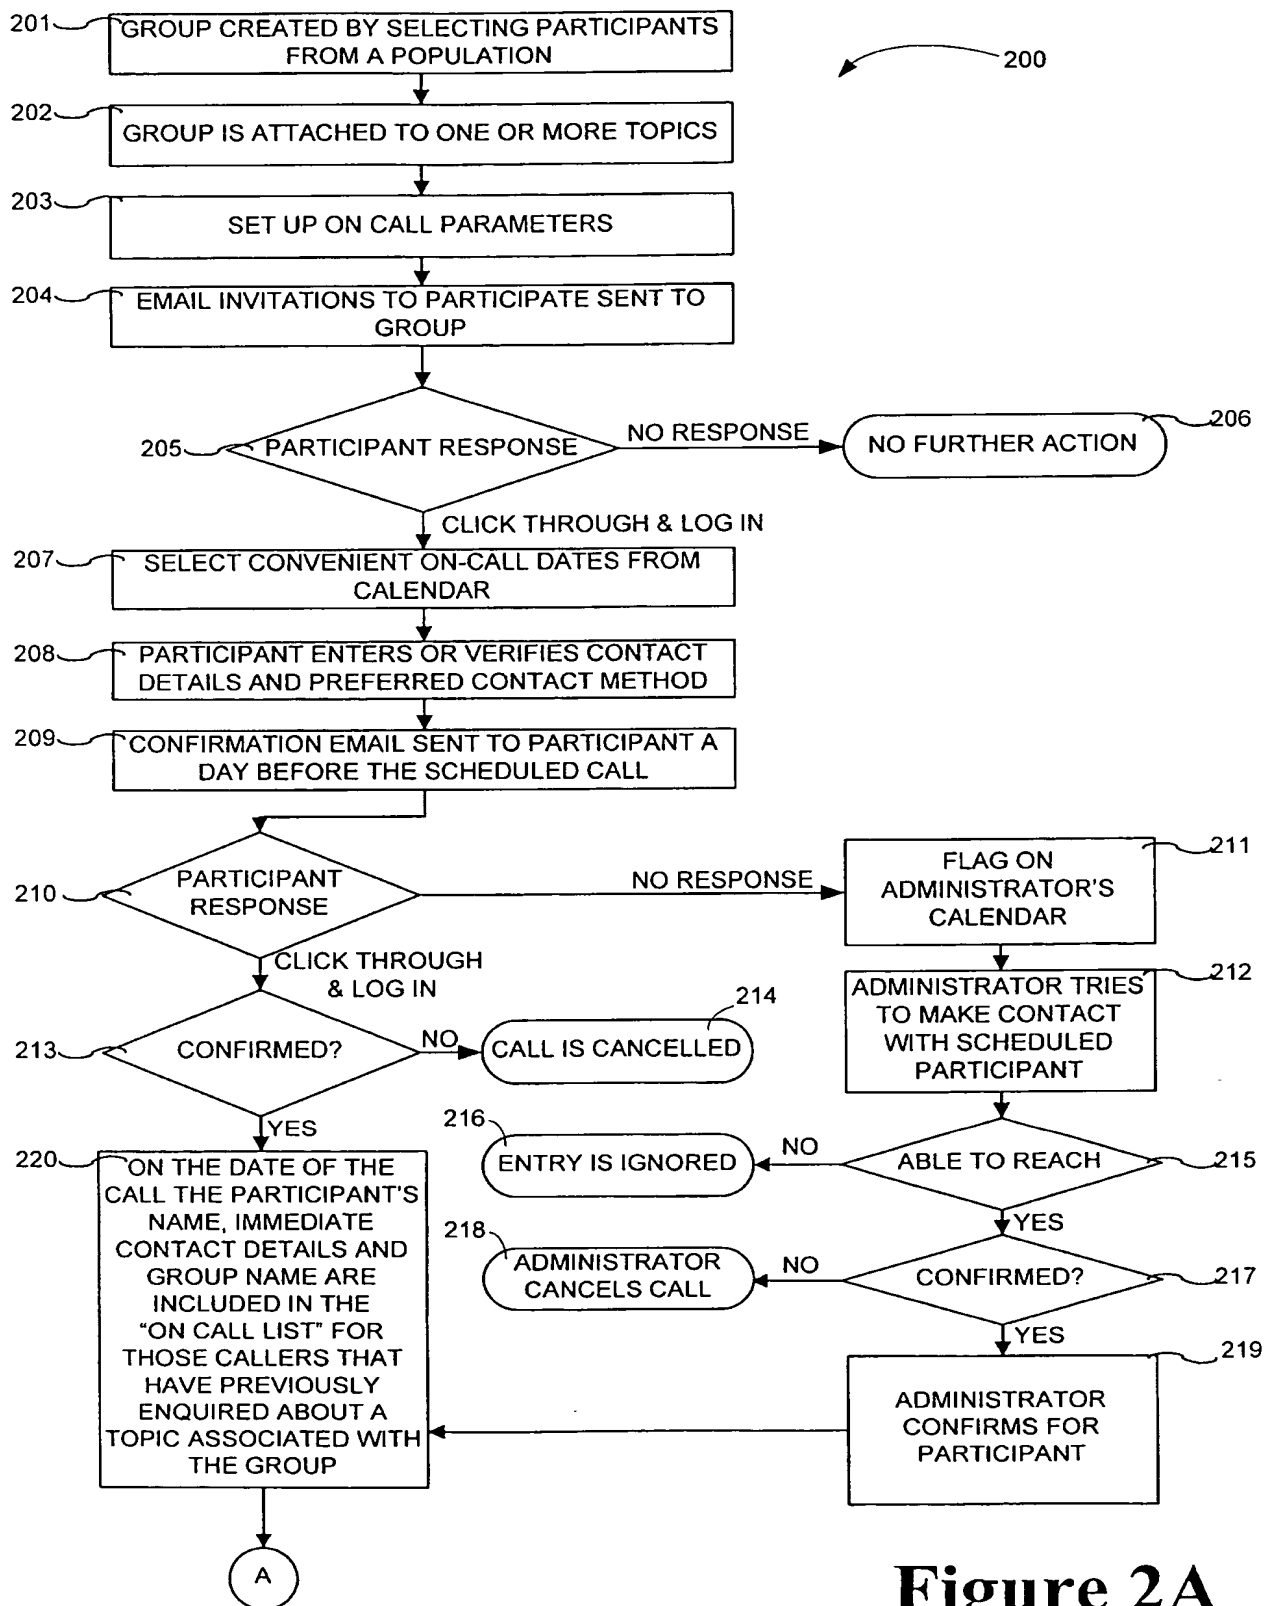 201
GROUP CREATED BY SELECTING PARTICIPANTS
FROM A POPULATION
200
202
GROUP IS ATTACHED TO ONE OR MORE TOPICS
203
SET UP ON CALL PARAMETERS
204
EMAIL INVITATIONS TO PARTICIPATE SENT TO
GROUP
205
PARTICIPANT RESPONSE
NO RESPONSE
NO FURTHER ACTION
206
CLICK THROUGH & LOG IN
207
SELECT CONVENIENT ON-CALL DATES FROM
CALENDAR
208
PARTICIPANT ENTERS OR VERIFIES CONTACT
DETAILS AND PREFERRED CONTACT METHOD
209
CONFIRMATION EMAIL SENT TO PARTICIPANT A
DAY BEFORE THE SCHEDULED CALL
210
PARTICIPANT
RESPONSE
NO RESPONSE
FLAG ON
ADMINISTRATOR'S
CALENDAR
211
CLICK THROUGH
& LOG IN
212
ADMINISTRATOR TRIES
TO MAKE CONTACT
WITH SCHEDULED
PARTICIPANT
213
CONFIRMED?
NO
CALL IS CANCELLED
214
YES
216
ENTRY IS IGNORED
NO
ABLE TO REACH
215
YES
218
ADMINISTRATOR
CANCELS CALL
NO
CONFIRMED?
217
YES
220
ON THE DATE OF THE
CALL THE PARTICIPANT'S
NAME, IMMEDIATE
CONTACT DETAILS AND
GROUP NAME ARE
INCLUDED IN THE
"ON CALL LIST" FOR
THOSE CALLERS THAT
HAVE PREVIOUSLY
ENQUIRED ABOUT A
TOPIC ASSOCIATED WITH
THE GROUP
219
ADMINISTRATOR
CONFIRMS FOR
PARTICIPANT
A
Figure 2A